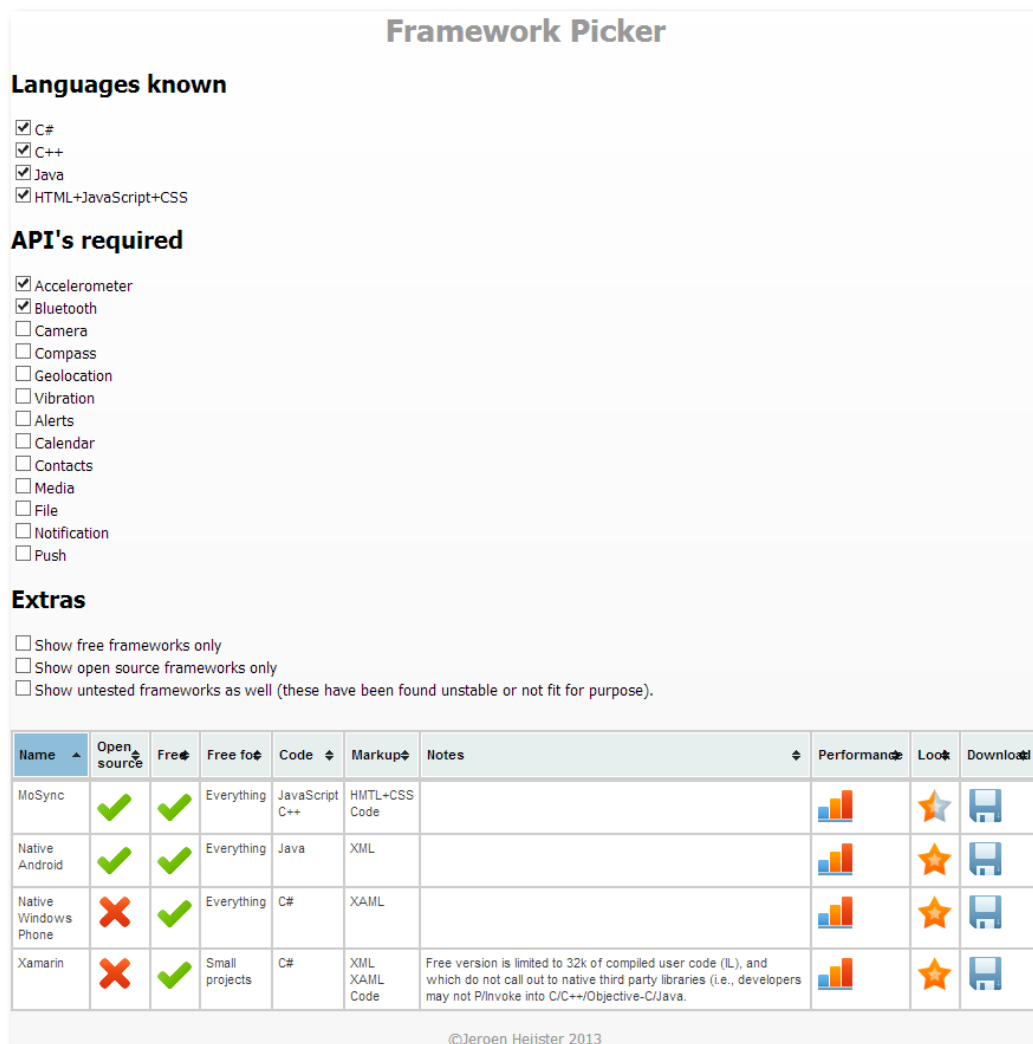 Framework Picker
Languages known
C#
C++
Java
HTML+JavaScript+CSS
API's required
Accelerometer
Bluetooth
Camera
Compass
Geolocation
Vibration
Alerts
Calendar
Contacts
Media
File
Notification
Push
Extras
Show free frameworks only
Show open source frameworks only
Show untested frameworks as well (these have been found unstable or not fit for purpose).
Name Open source Free Free for Code Markup Notes Performance Look Download
MoSync Everything JavaScript HMTL+CSS
C++ Code
Native Everything Java XML
Android
Native Everything C# XAML
Windows
Phone
Xamarin Small C# XML Free version is limited to 32k of compiled user code (IL), and
projects XAML which do not call out to native third party libraries (i.e., developers
Code may not P/Invoke into C/C++/Objective-C/Java.
©Jeroen Heijster 2013